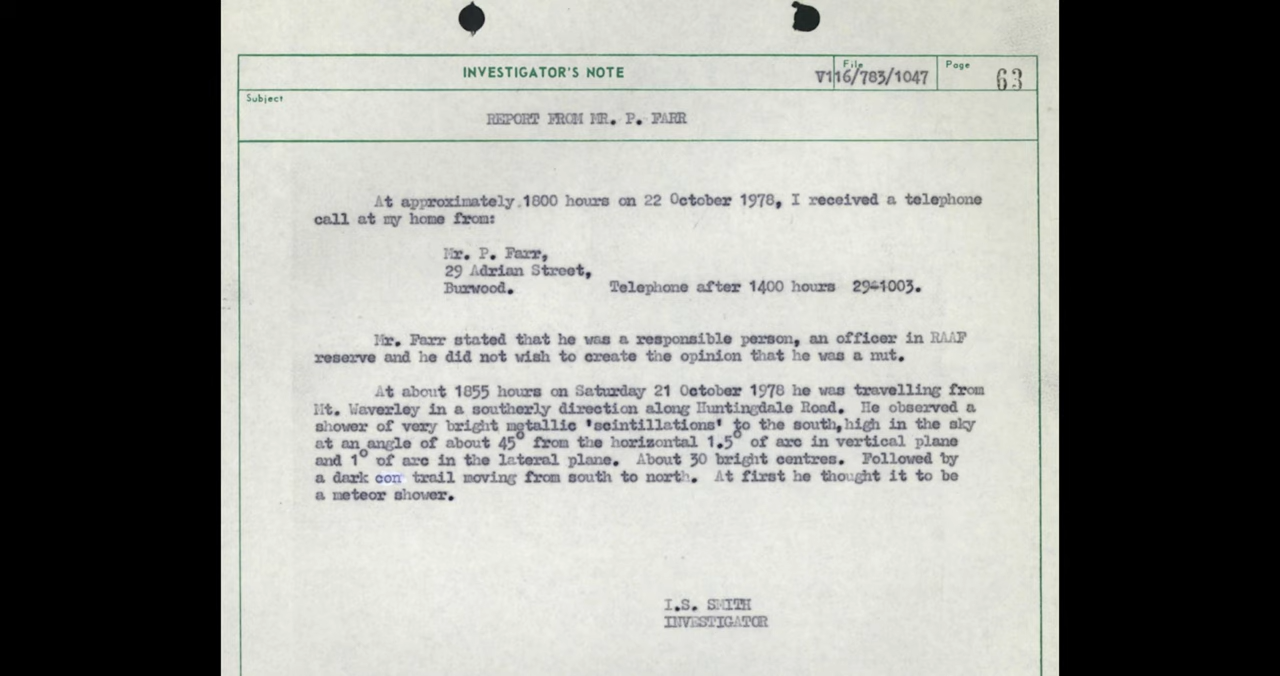 INVESTIGATOR'S NOTE
File
V116/783/1047
Page
63
Subject
REPORT FROM MR. P. FARR
At approximately 1800 hours on 22 October 1978, I received a telephone
call at my home from:
Mr. P. Farr,
29 Adrian Street,
Burwood. Telephone after 1400 hours 29-1003.
Mr. Farr stated that he was a responsible person, an officer in RAAF
reserve and he did not wish to create the opinion that he was a nut.
At about 1855 hours on Saturday 21 October 1978 he was travelling from
Mt. Waverley in a southerly direction along Huntingdale Road. He observed a
shower of very bright metallic 'scintillations' to the south,high in the sky
at an angle of about 45° from the horizontal 1.5° of arc in vertical plane
and 1° of arc in the lateral plane. About 30 bright centres. Followed by
a dark con trail moving from south to north. At first he thought it to be
a meteor shower.
I.S. SMITH
INVESTIGATOR